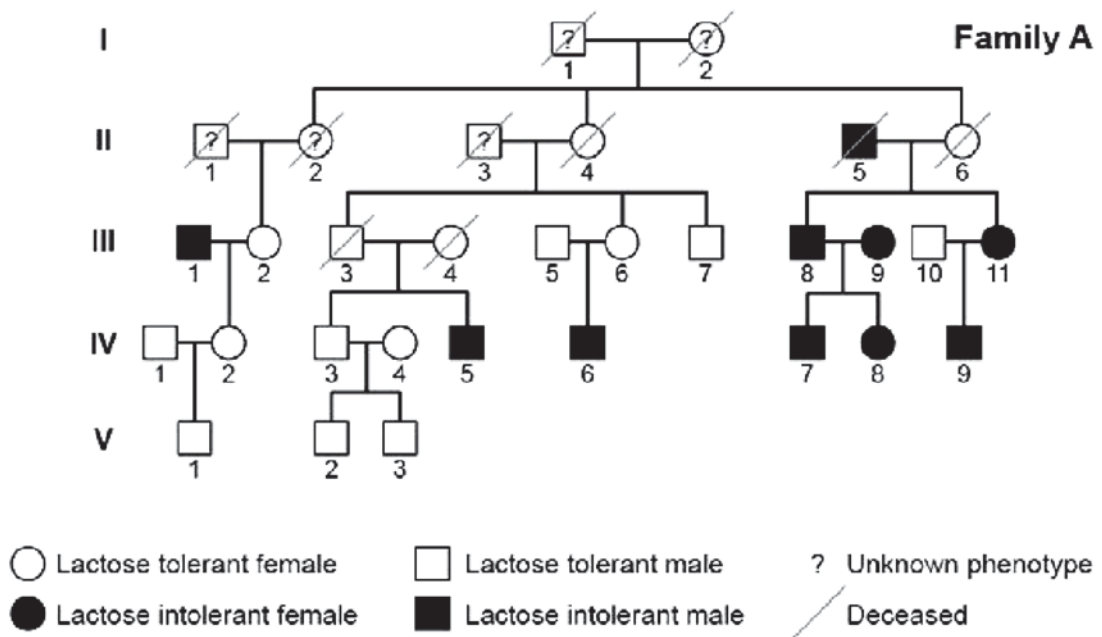 I
Family A
? ?
1 2
II
? ? ?
1 2 3 4 5 6
III
1 2 3 4 5 6 7 8 9 10 11
IV
1 2 3 4 5 6 7 8 9
V
1 2 3
Lactose tolerant female Lactose tolerant male ? Unknown phenotype
Lactose intolerant female Lactose intolerant male Deceased